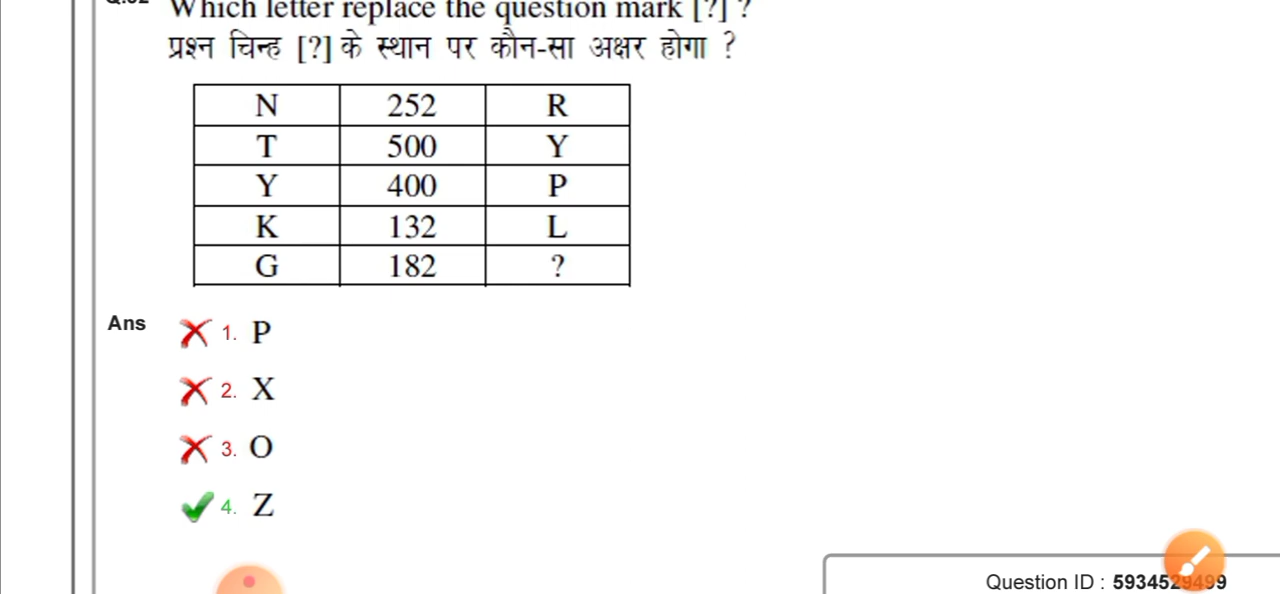 Which letter replace the question mark [?] ?
प्रश्न चिन्ह [?] के स्थान पर कौन-सा अक्षर होगा ?
N 252 R
T 500 Y
Y 400 P
K 132 L
G 182 ?
Ans
1. P
2. X
3. O
4. Z
Question ID : 5934529499